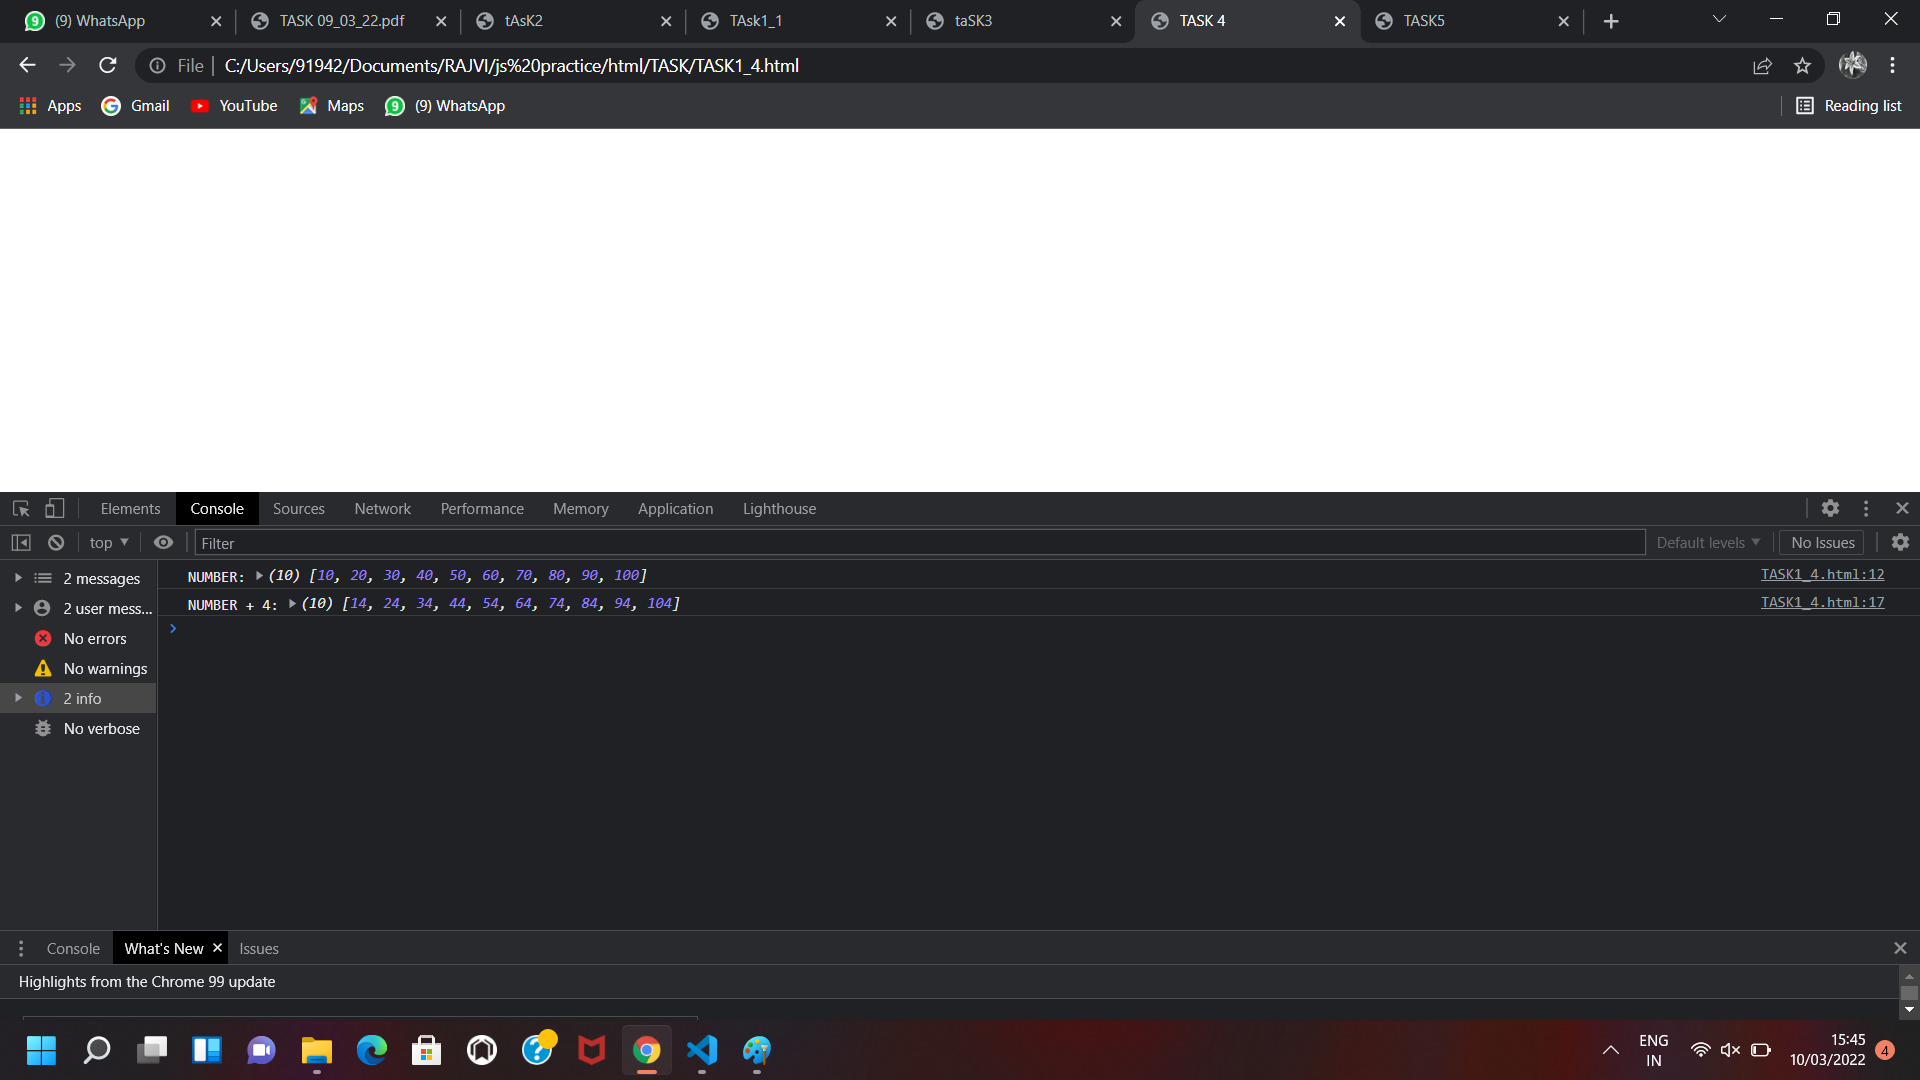 (9) WhatsApp TASK 09_03_22.pdf tAsK2 TAsk1_1 taSK3 TASK 4 TASK5
File C:/Users/91942/Documents/RAJVI/js%20practice/html/TASK/TASK1_4.html
Apps Gmail YouTube Maps (9) WhatsApp Reading list
Elements Console Sources Network Performance Memory Application Lighthouse
top Filter Default levels No Issues
2 messages
2 user mess...
No errors
No warnings
2 info
No verbose
NUMBER: (10) [10, 20, 30, 40, 50, 60, 70, 80, 90, 100] TASK1_4.html:12
NUMBER + 4: (10) [14, 24, 34, 44, 54, 64, 74, 84, 94, 104] TASK1_4.html:17
Console What's New Issues
Highlights from the Chrome 99 update
ENG
IN
15:45
10/03/2022
4